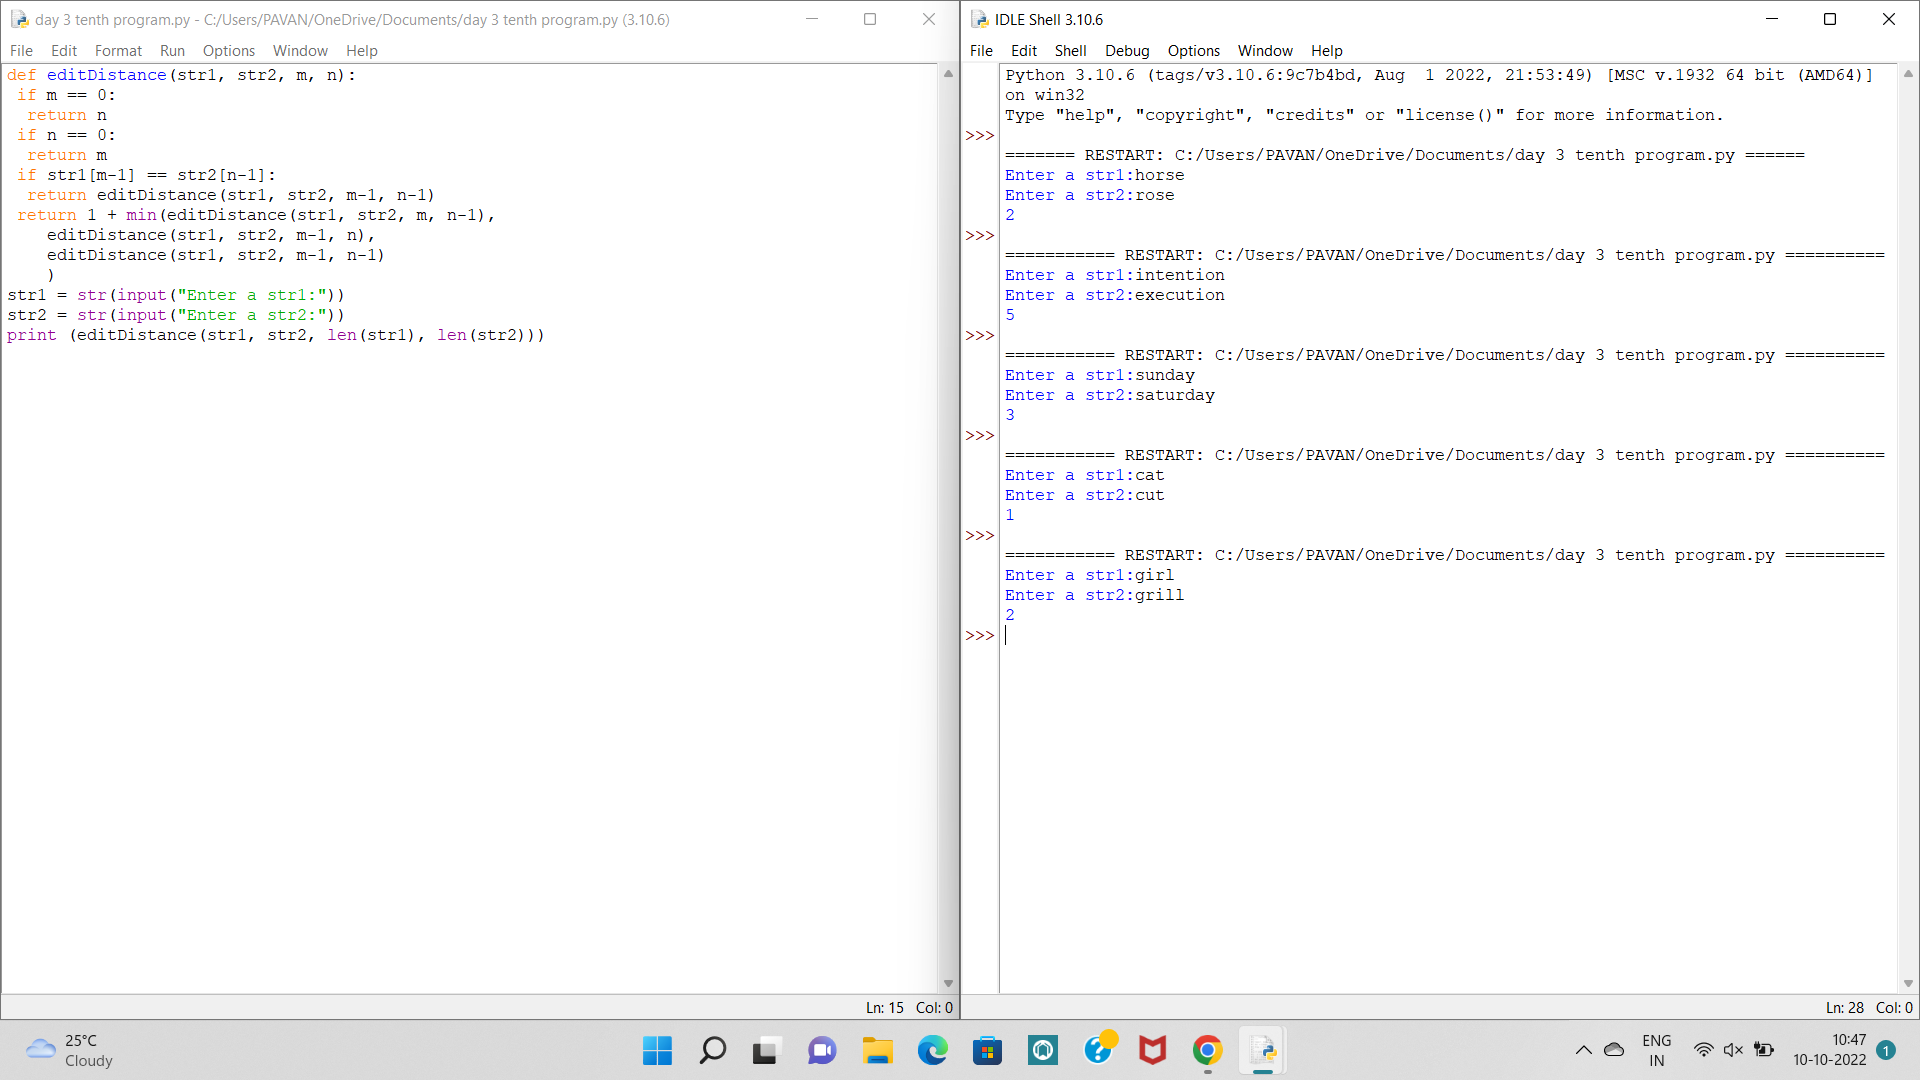 day 3 tenth program.py - C:/Users/PAVAN/OneDrive/Documents/day 3 tenth program.py (3.10.6)
File Edit Format Run Options Window Help
def editDistance(str1, str2, m, n):
 if m == 0:
  return n
 if n == 0:
  return m
 if str1[m-1] == str2[n-1]:
  return editDistance(str1, str2, m-1, n-1)
 return 1 + min(editDistance(str1, str2, m, n-1),
    editDistance(str1, str2, m-1, n),
    editDistance(str1, str2, m-1, n-1)
    )
str1 = str(input("Enter a str1:"))
str2 = str(input("Enter a str2:"))
print (editDistance(str1, str2, len(str1), len(str2)))
Ln: 15 Col: 0
IDLE Shell 3.10.6
File Edit Shell Debug Options Window Help
Python 3.10.6 (tags/v3.10.6:9c7b4bd, Aug  1 2022, 21:53:49) [MSC v.1932 64 bit (AMD64)]
on win32
Type "help", "copyright", "credits" or "license()" for more information.
>>>
======= RESTART: C:/Users/PAVAN/OneDrive/Documents/day 3 tenth program.py ======
Enter a str1:horse
Enter a str2:rose
2
>>>
=========== RESTART: C:/Users/PAVAN/OneDrive/Documents/day 3 tenth program.py ==========
Enter a str1:intention
Enter a str2:execution
5
>>>
=========== RESTART: C:/Users/PAVAN/OneDrive/Documents/day 3 tenth program.py ==========
Enter a str1:sunday
Enter a str2:saturday
3
>>>
=========== RESTART: C:/Users/PAVAN/OneDrive/Documents/day 3 tenth program.py ==========
Enter a str1:cat
Enter a str2:cut
1
>>>
=========== RESTART: C:/Users/PAVAN/OneDrive/Documents/day 3 tenth program.py ==========
Enter a str1:girl
Enter a str2:grill
2
>>>
Ln: 28 Col: 0
25°C
Cloudy
ENG
IN
10:47
10-10-2022
1